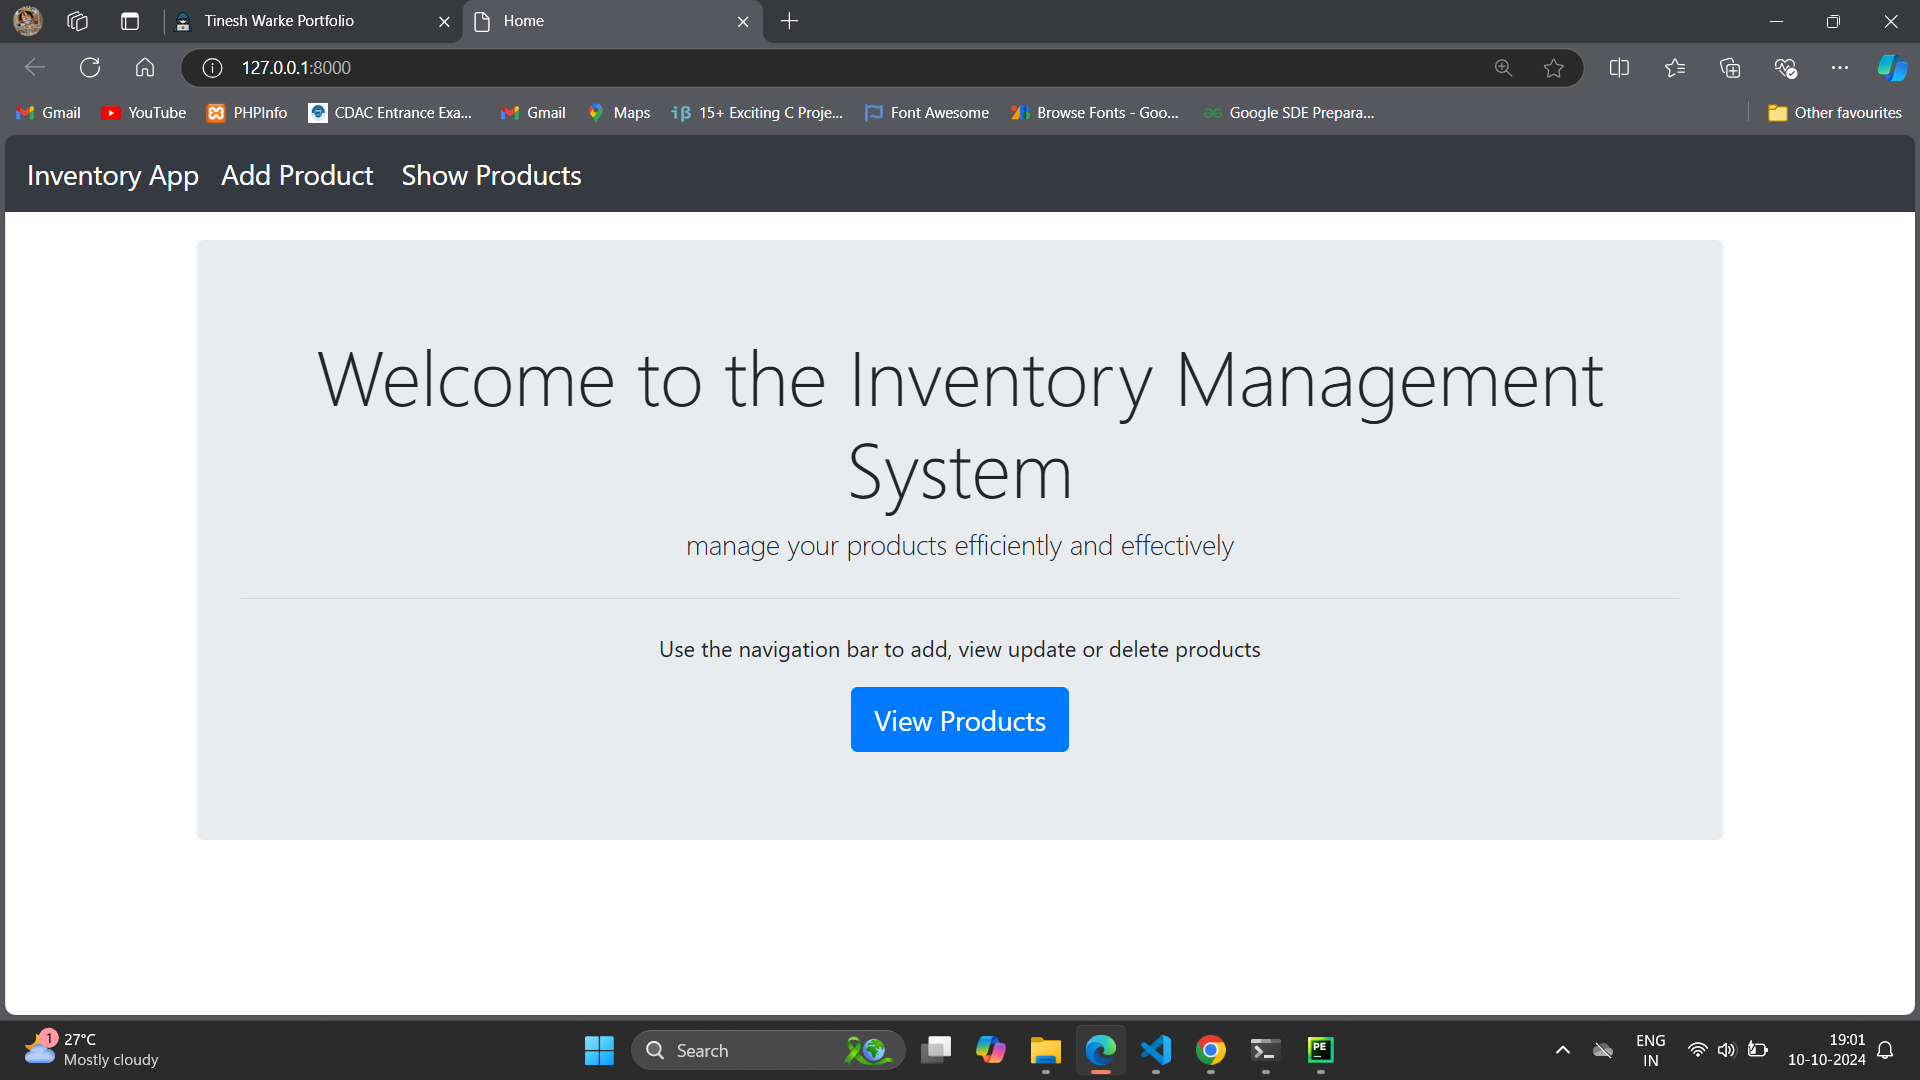 Tinesh Warke Portfolio
Home
127.0.0.1:8000
Gmail
YouTube
PHPInfo
CDAC Entrance Exa...
Gmail
Maps
iβ 15+ Exciting C Proje...
Font Awesome
Browse Fonts - Goo...
Google SDE Prepara...
Other favourites
Inventory App Add Product Show Products
Welcome to the Inventory Management
System
manage your products efficiently and effectively
Use the navigation bar to add, view update or delete products
View Products
1
27°C
Mostly cloudy
Search
PE
ENG
IN
19:01
10-10-2024